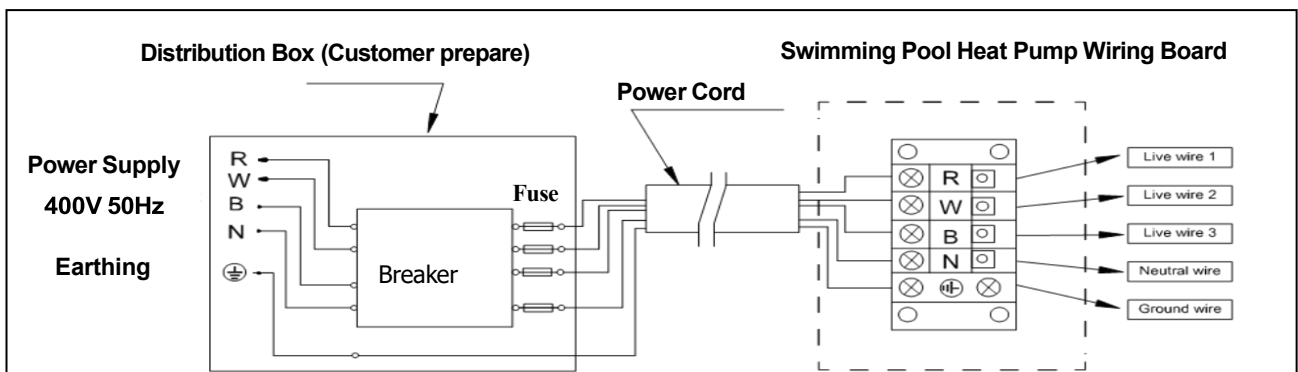 Distribution Box (Customer prepare)
Swimming Pool Heat Pump Wiring Board
Power Cord
Power Supply
400V 50Hz
Earthing
R
W
B
N
Fuse
Breaker
R
W
B
N
Live wire 1
Live wire 2
Live wire 3
Neutral wire
Ground wire